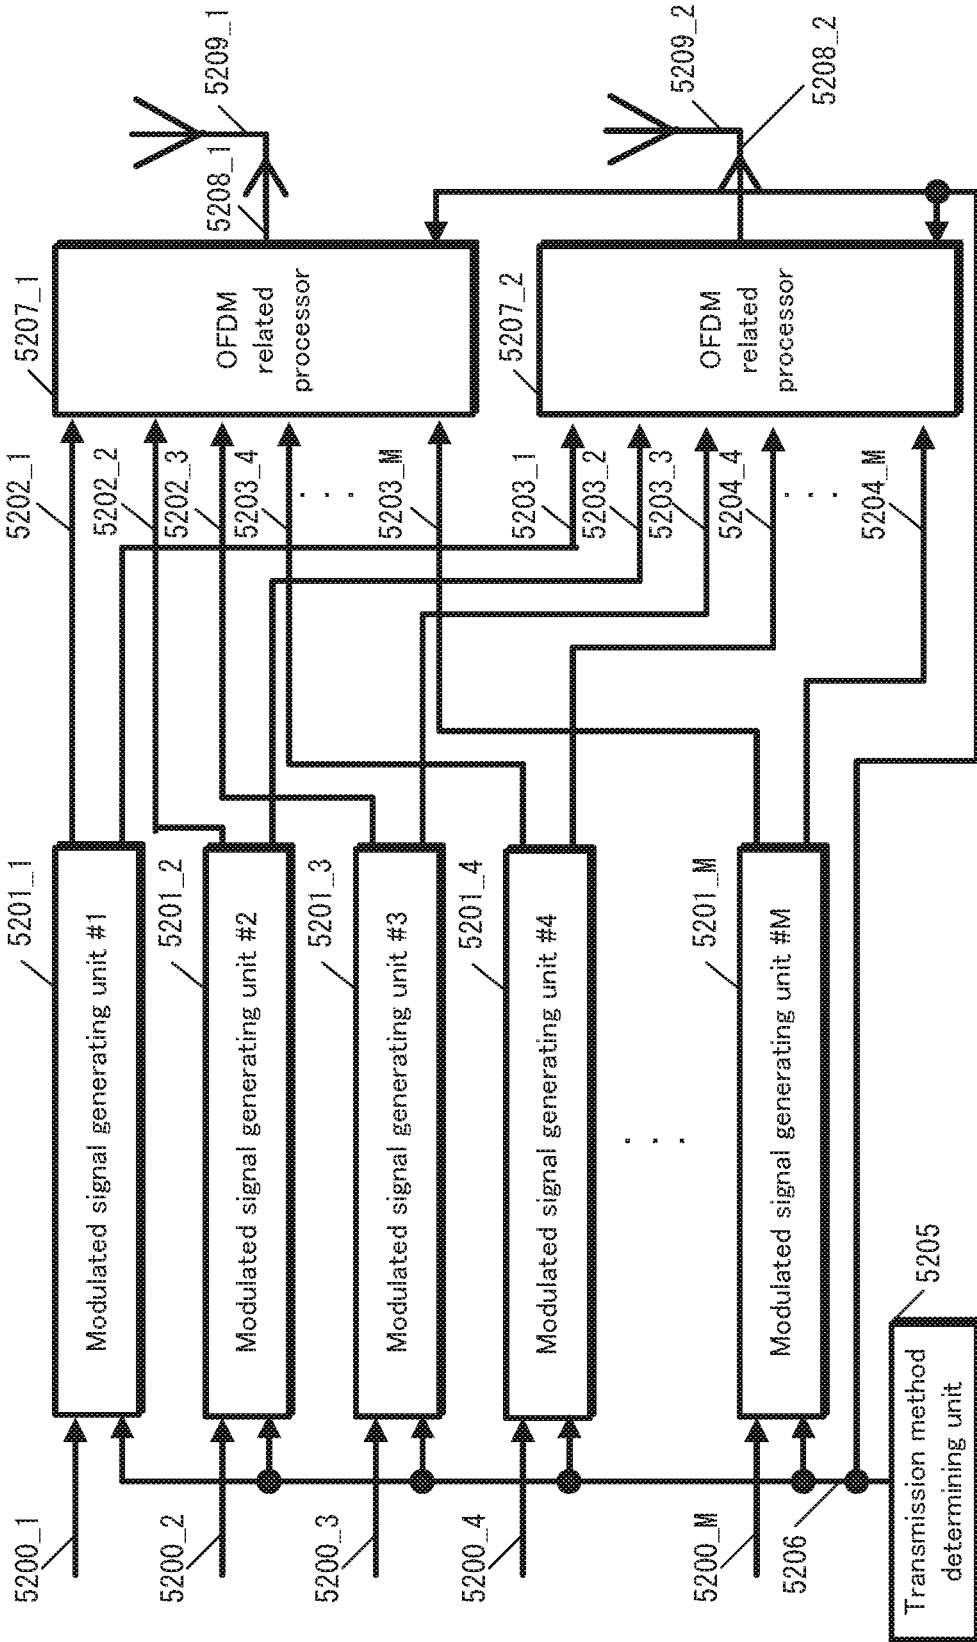 5200_1
5200_2
5200_3
5200_4
5200_M
5206
Transmission method
determining unit
5205
5201_1
Modulated signal generating unit #1
5201_2
Modulated signal generating unit #2
5201_3
Modulated signal generating unit #3
5201_4
Modulated signal generating unit #4
. . .
5201_M
Modulated signal generating unit #M
5202_1
5202_2
5202_3
5203_4
. . .
5203_M
5203_1
5203_2
5203_3
5204_4
. . .
5204_M
5207_1
OFDM
related
processor
5207_2
OFDM
related
processor
5208_1
5209_1
5209_2
5208_2